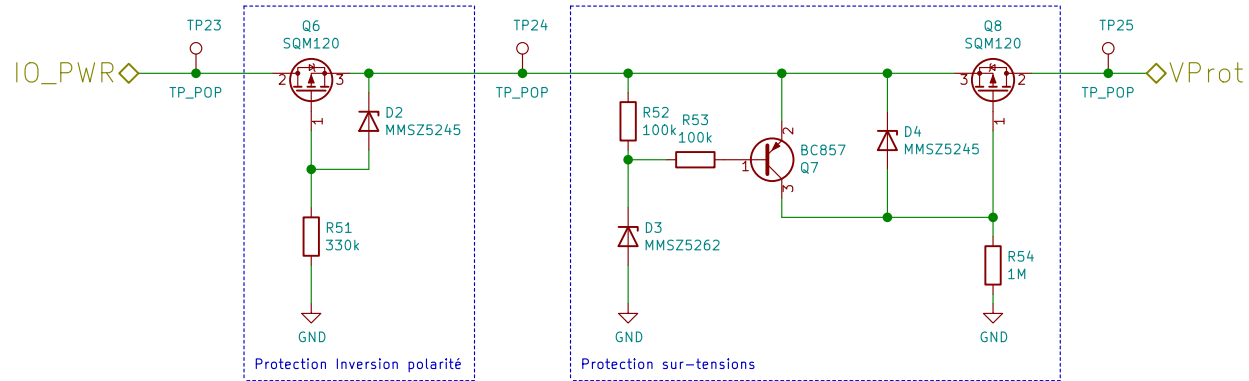 TP23
Q6
SQM120
TP24
Q8
SQM120
TP25
IO_PWR
2
3
TP_POP
TP_POP
3
2
TP_POP
VProt
1
D2
MMSZ5245
R52
100k
R53
100k
1
2
3
BC857
Q7
D4
MMSZ5245
1
R51
330k
D3
MMSZ5262
R54
1M
GND
GND
GND
Protection Inversion polarité
Protection sur-tensions